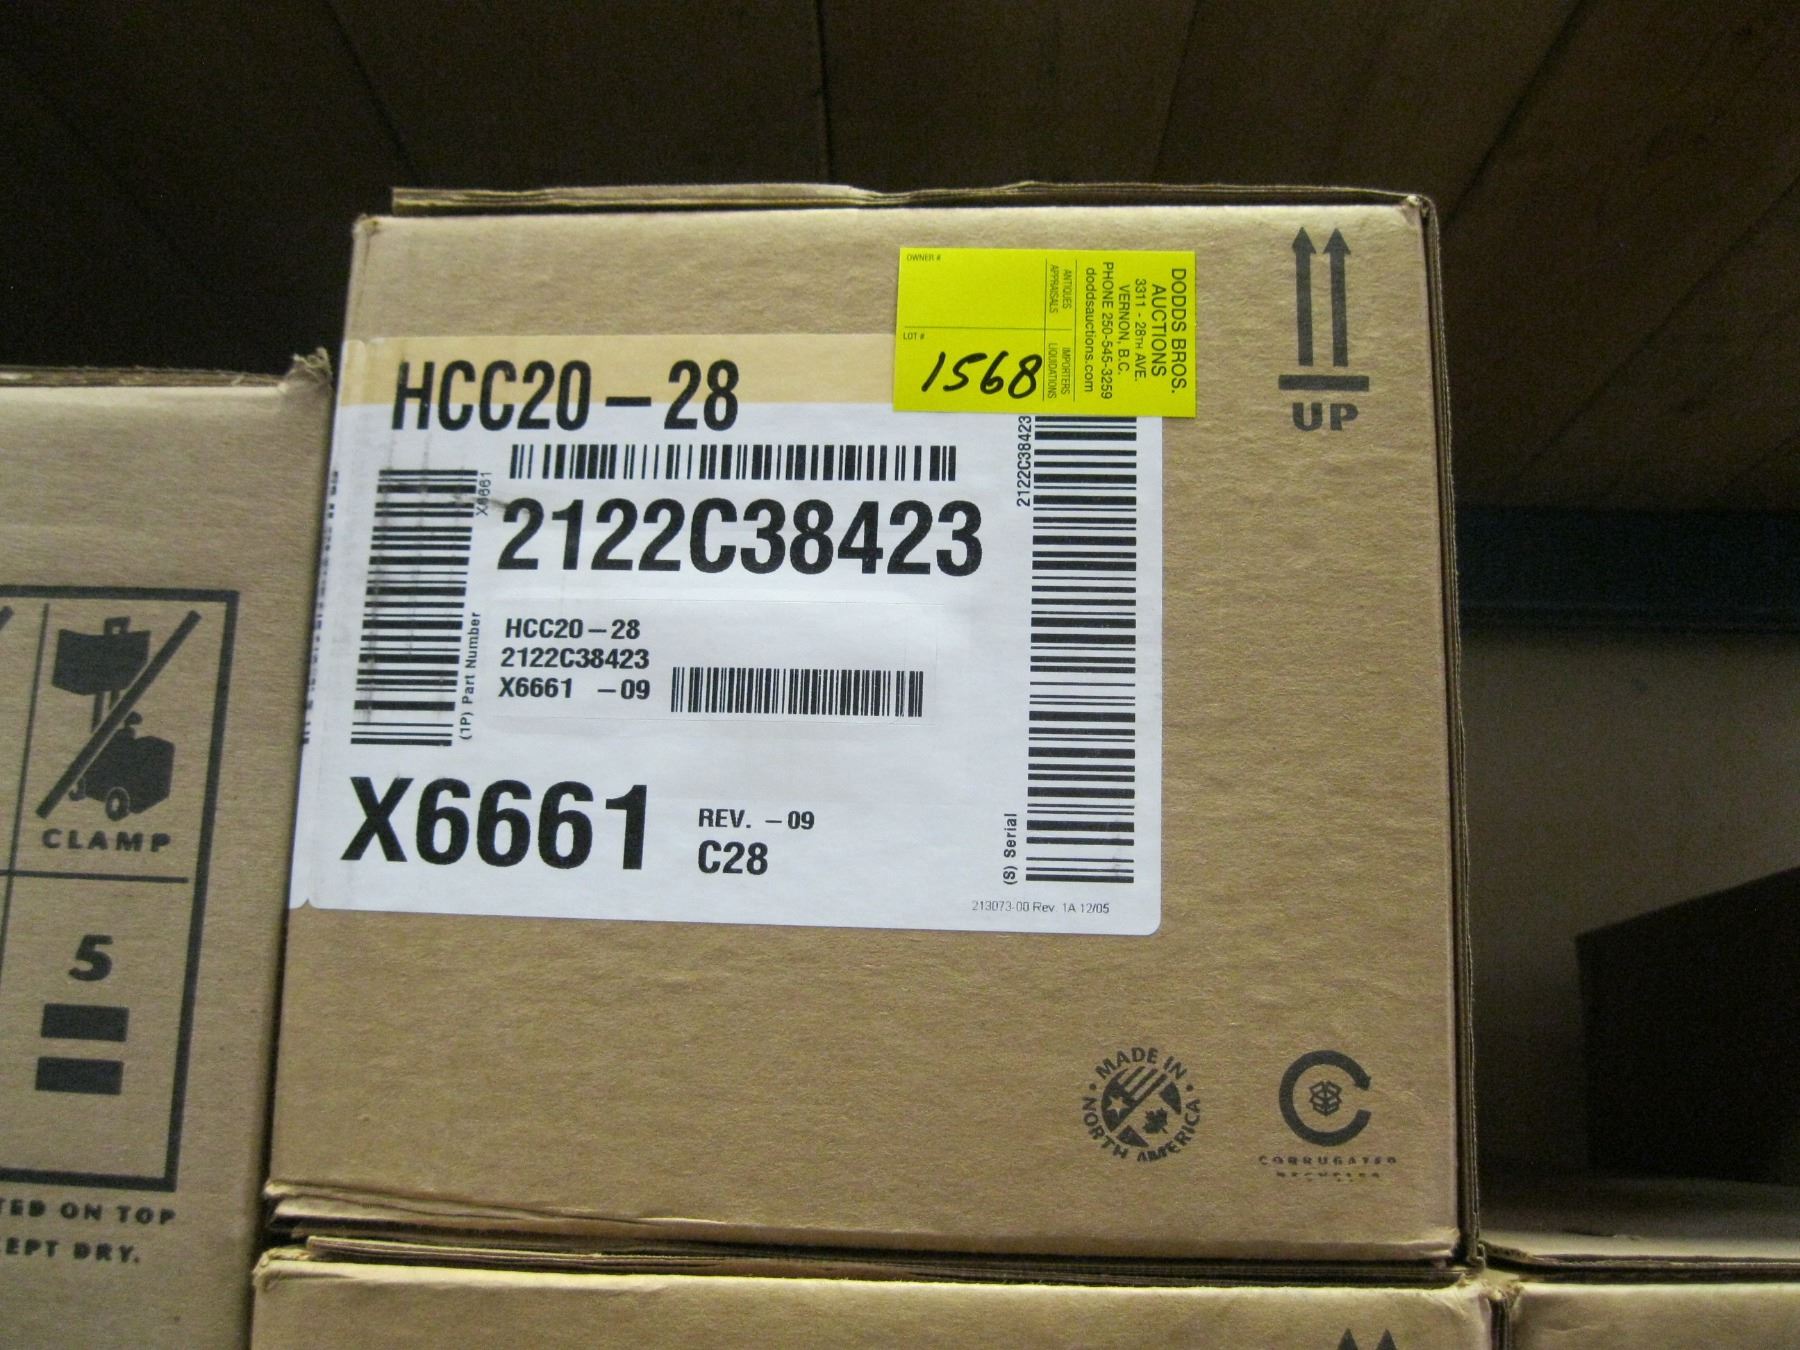 OWNER #
LOT #
1568
ANTIQUES
APPRAISALS
IMPORTERS
LIQUIDATIONS
DODDS BROS.
AUCTIONS
3311 - 28TH AVE.
VERNON, B.C.
PHONE 250-545-3259
doddsauctions.com
UP
HCC20-28
X6661
2122C38423
2122C38423
(1P) Part Number
HCC20-28
2122C38423
X6661 -09
X6661
REV. -09
C28
(S) Serial
213073-00 Rev. 1A 12/05
MADE IN
NORTH AMERICA
CORRUGATED
RECYCLES
CLAMP
5
ON TOP
DRY.